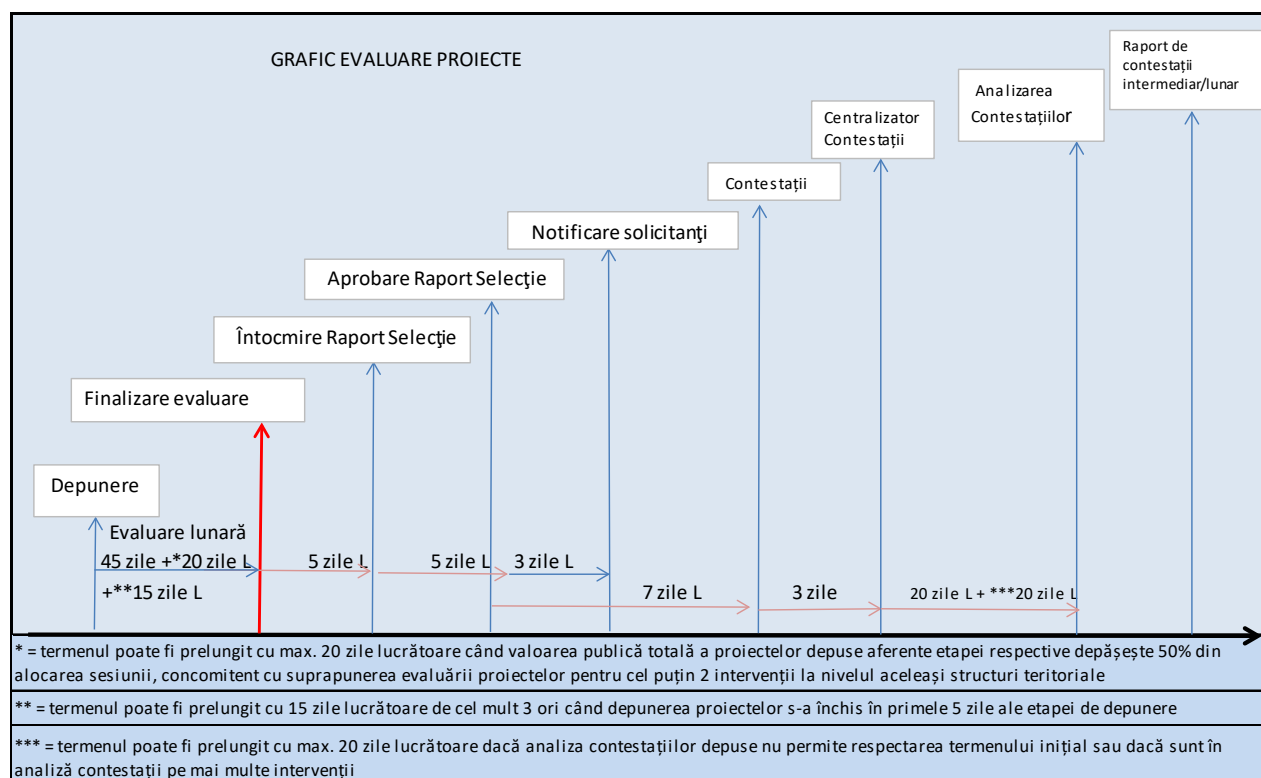 GRAFIC EVALUARE PROIECTE
Raport de
contestații
intermediar/lunar
Analizarea
Contestațiilor
Centralizator
Contestații
Contestații
Notificare solicitanţi
Aprobare Raport Selecţie
Întocmire Raport Selecţie
Finalizare evaluare
Depunere
Evaluare lunară
45 zile +*20 zile L
+**15 zile L
5 zile L
5 zile L
3 zile L
7 zile L
3 zile
20 zile L + ***20 zile L
* = termenul poate fi prelungit cu max. 20 zile lucrătoare când valoarea publică totală a proiectelor depuse aferente etapei respective depășește 50% din
alocarea sesiunii, concomitent cu suprapunerea evaluării proiectelor pentru cel puțin 2 intervenții la nivelul aceleași structuri teritoriale
** = termenul poate fi prelungit cu 15 zile lucrătoare de cel mult 3 ori când depunerea proiectelor s-a închis în primele 5 zile ale etapei de depunere
*** = termenul poate fi prelungit cu max. 20 zile lucrătoare dacă analiza contestațiilor depuse nu permite respectarea termenului inițial sau dacă sunt în
analiză contestații pe mai multe intervenții